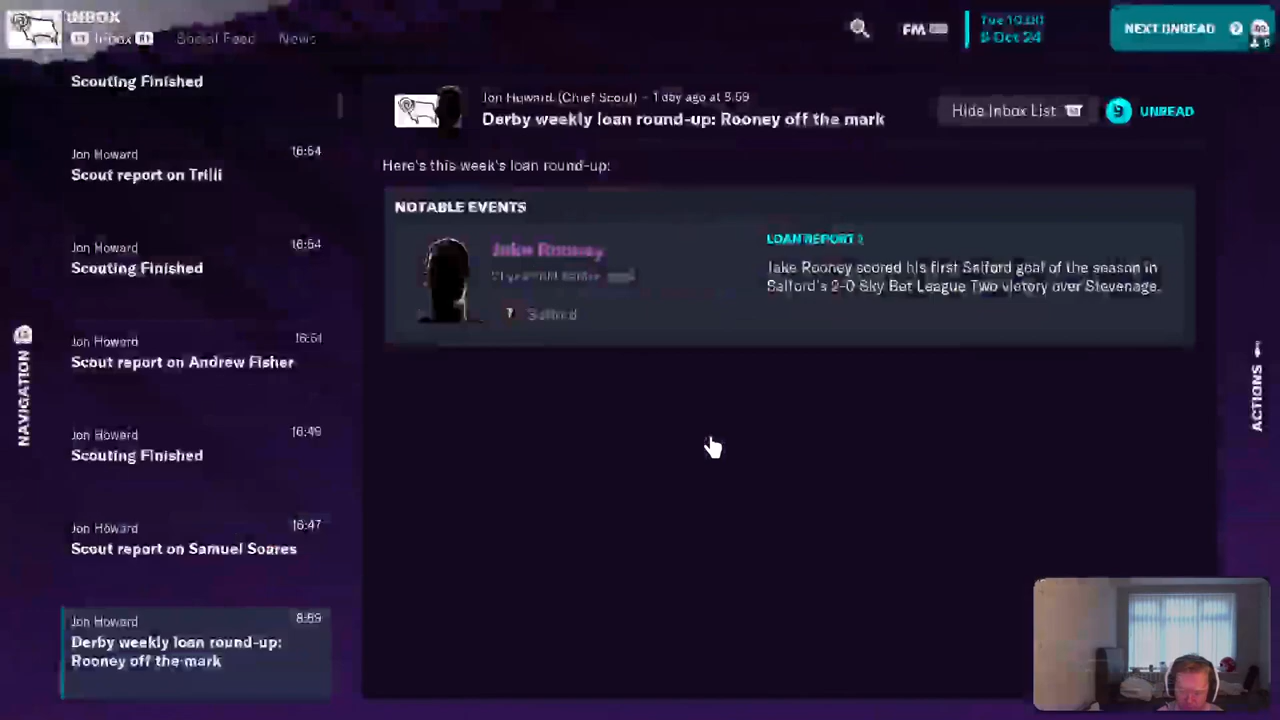 INBOX
Inbox
Social Feed
News
FM
Tue 10:00
8 Oct 24
NEXT UNREAD
Scouting Finished
Jon Howard
16:54
Scout report on Trilli
Jon Howard
16:54
Scouting Finished
Jon Howard
16:51
Scout report on Andrew Fisher
Jon Howard
16:49
Scouting Finished
Jon Howard
16:47
Scout report on Samuel Soares
Jon Howard
8:59
Derby weekly loan round-up:
Rooney off the mark
NAVIGATION
Jon Howard (Chief Scout) - 1 day ago at 8:59
Derby weekly loan round-up: Rooney off the mark
Hide Inbox List
9 UNREAD
Here's this week's loan round-up:
NOTABLE EVENTS
Jake Rooney
Salford
LOAN REPORT
Jake Rooney scored his first Salford goal of the season in
Salford's 2-0 Sky Bet League Two victory over Stevenage.
ACTIONS